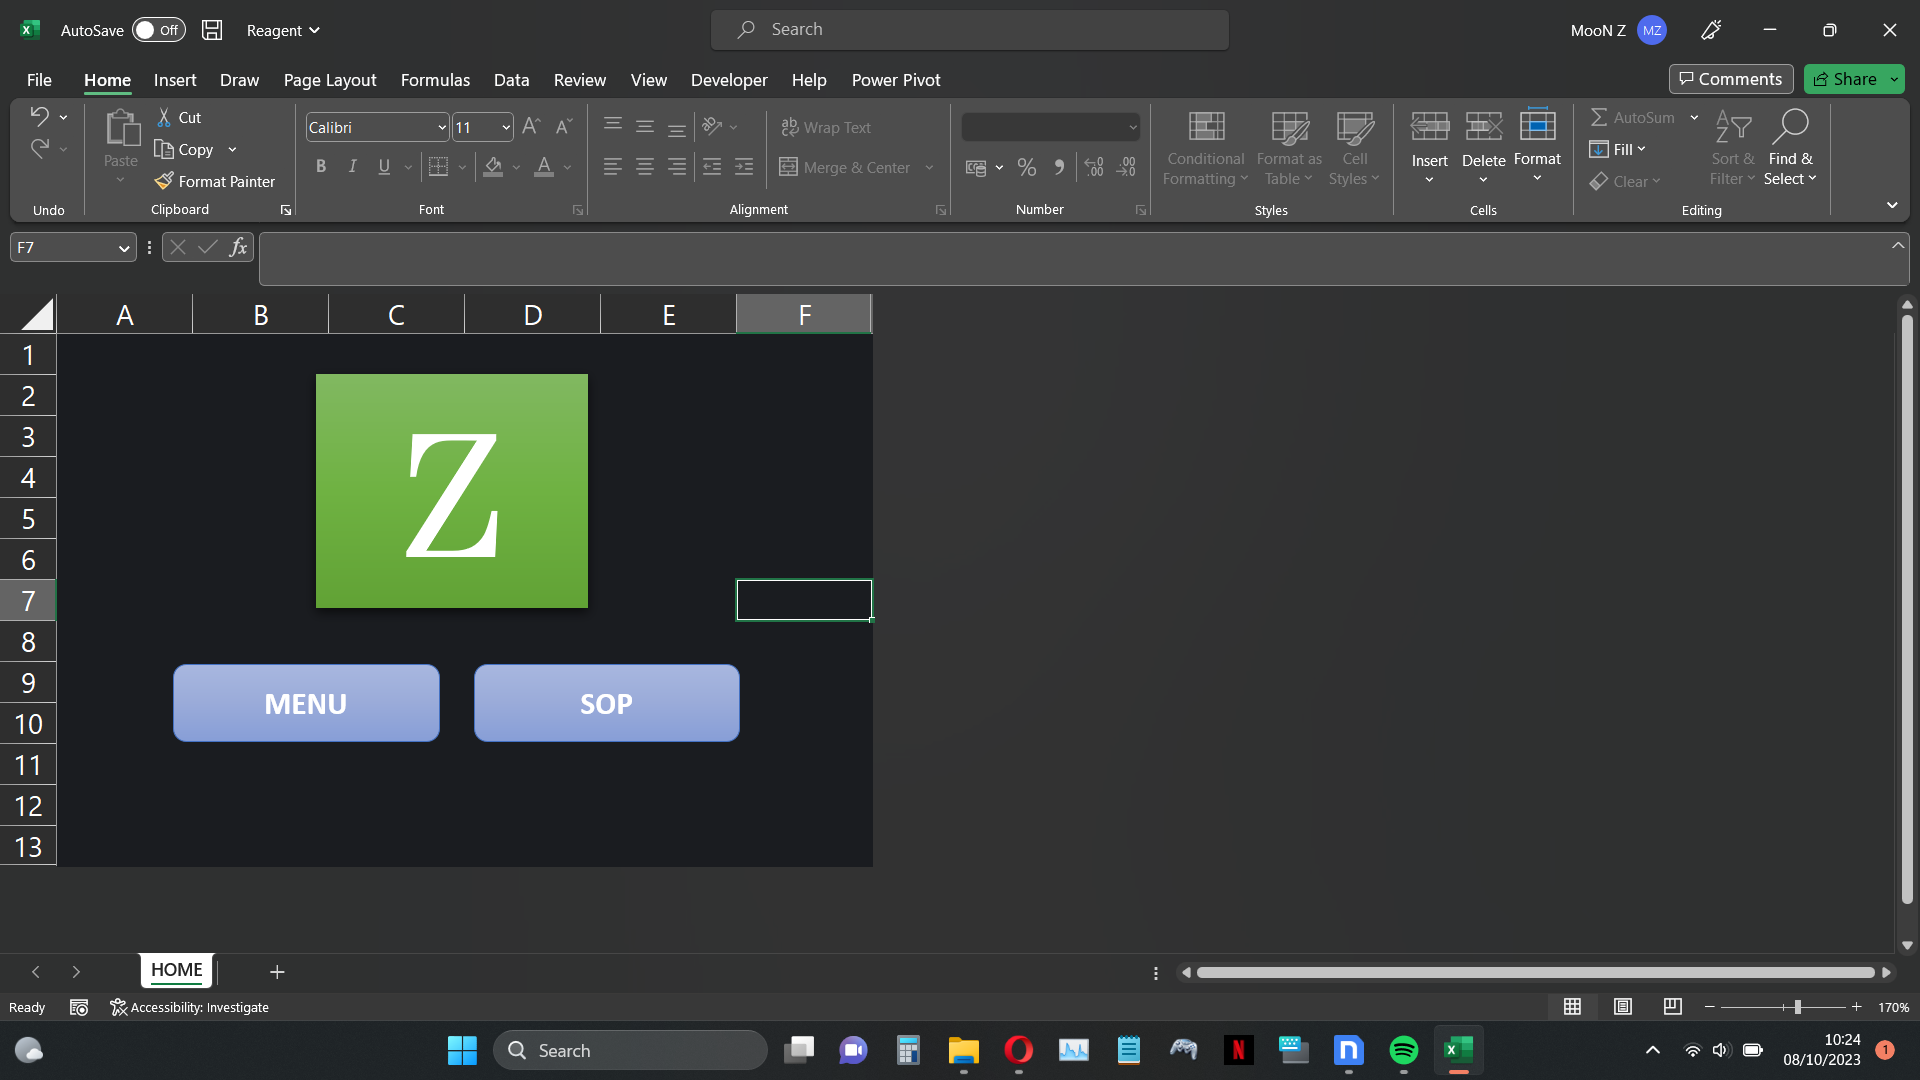 AutoSave Off Reagent Search MooN Z MZ
File Home Insert Draw Page Layout Formulas Data Review View Developer Help Power Pivot Comments Share
Paste Cut
Copy
Format Painter
Calibri 11
B I U
Wrap Text
Merge & Center
Conditional Formatting
Format as Table
Cell Styles
Insert Delete Format
AutoSum
Fill
Clear
Sort & Filter
Find & Select
Undo Clipboard Font Alignment Number Styles Cells Editing
F7 fx
A B C D E F
1
2
3
4
5
6
7
8
9
10
11
12
13
Z
MENU SOP
HOME
Ready Accessibility: Investigate 170%
Search
10:24
08/10/2023
1